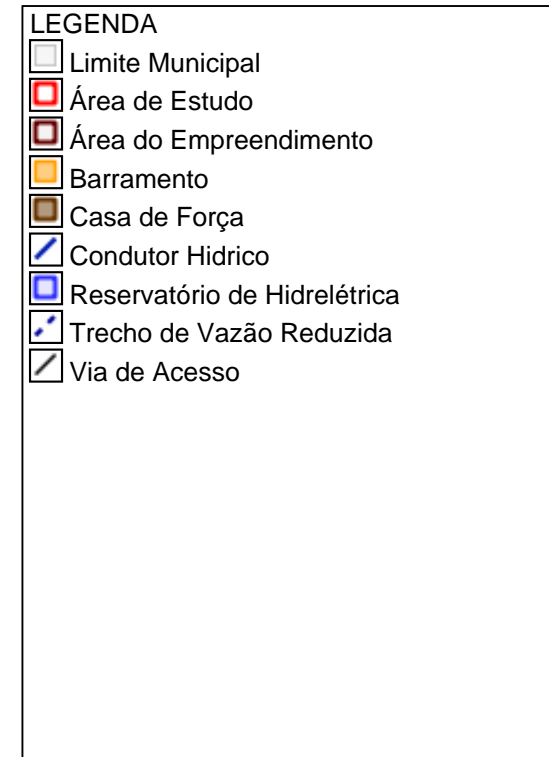 LEGENDA
Limite Municipal
Área de Estudo
Área do Empreendimento
Barramento
Casa de Força
Condutor Hidrico
Reservatório de Hidrelétrica
Trecho de Vazão Reduzida
Via de Acesso